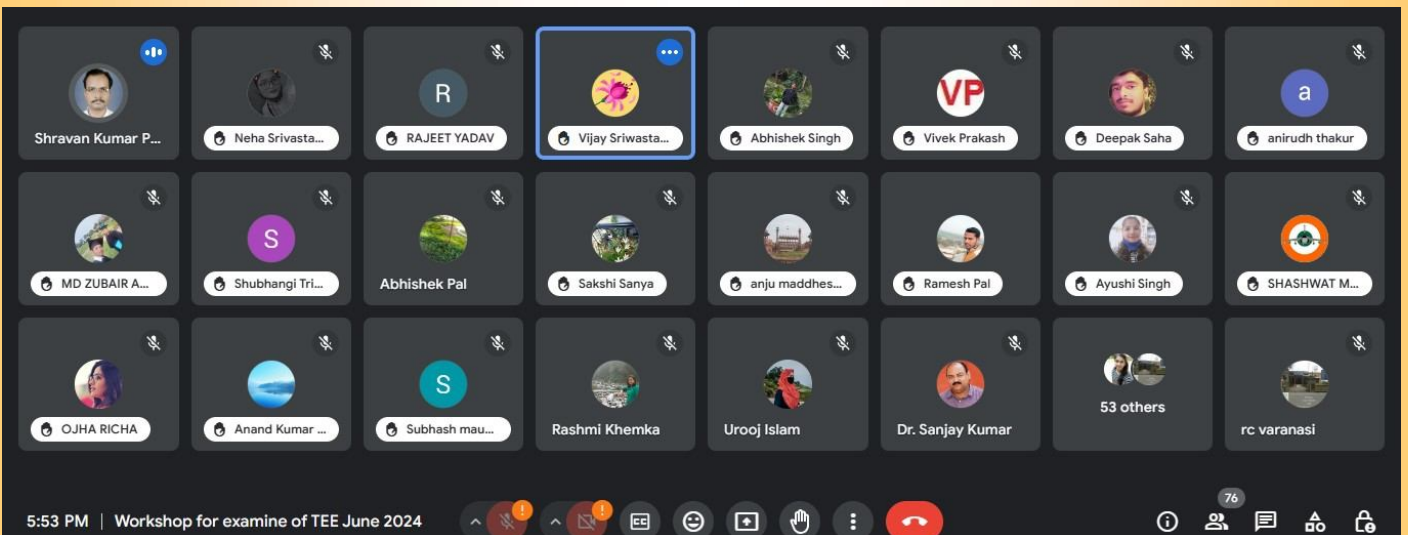 Shravan Kumar P...
Neha Srivasta...
R
RAJEET YADAV
Vijay Sriwasta...
Abhishek Singh
VP
Vivek Prakash
Deepak Saha
a
anirudh thakur
MD ZUBAIR A...
S
Shubhangi Tri...
Abhishek Pal
Sakshi Sanya
anju maddhes...
Ramesh Pal
Ayushi Singh
SHASHWAT M...
OJHA RICHA
Anand Kumar ...
S
Subhash mau...
Rashmi Khemka
Urooj Islam
Dr. Sanjay Kumar
53 others
rc varanasi
5:53 PM | Workshop for examine of TEE June 2024
CC
76